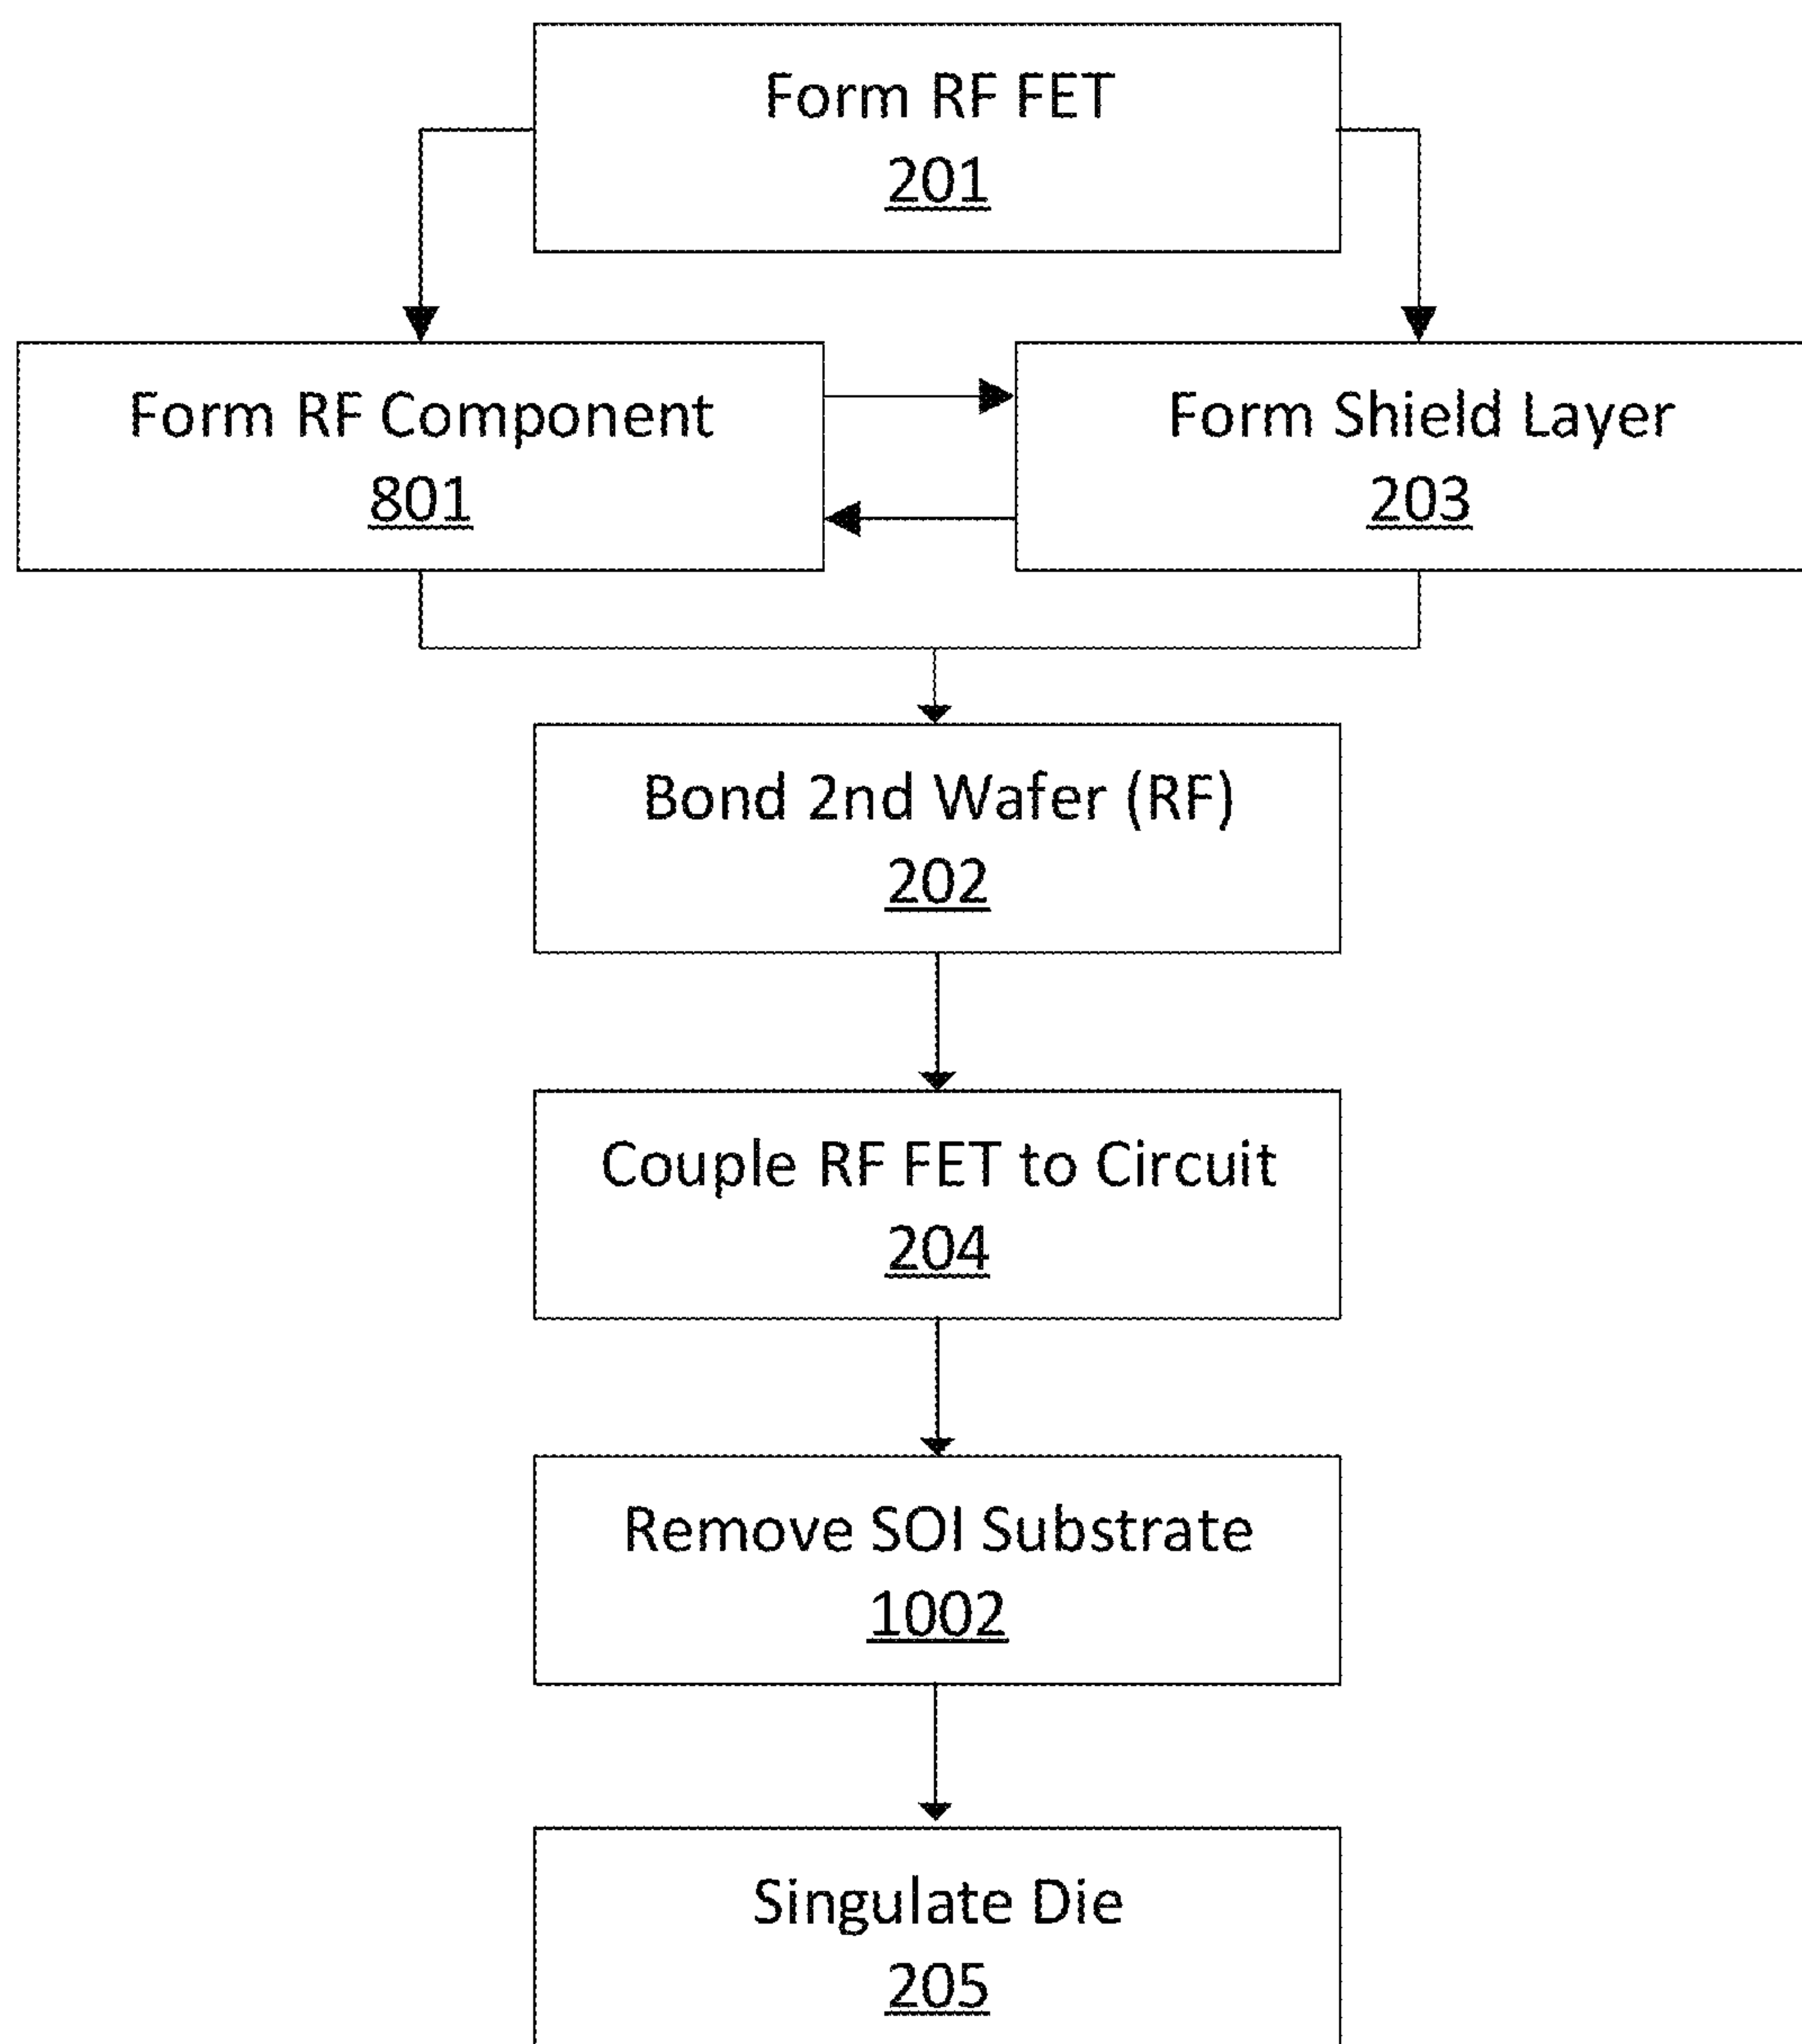 Form RF FET
201
Form RF Component
801
Form Shield Layer
203
Bond 2nd Wafer (RF)
202
Couple RF FET to Circuit
204
Remove SOI Substrate
1002
Singulate Die
205